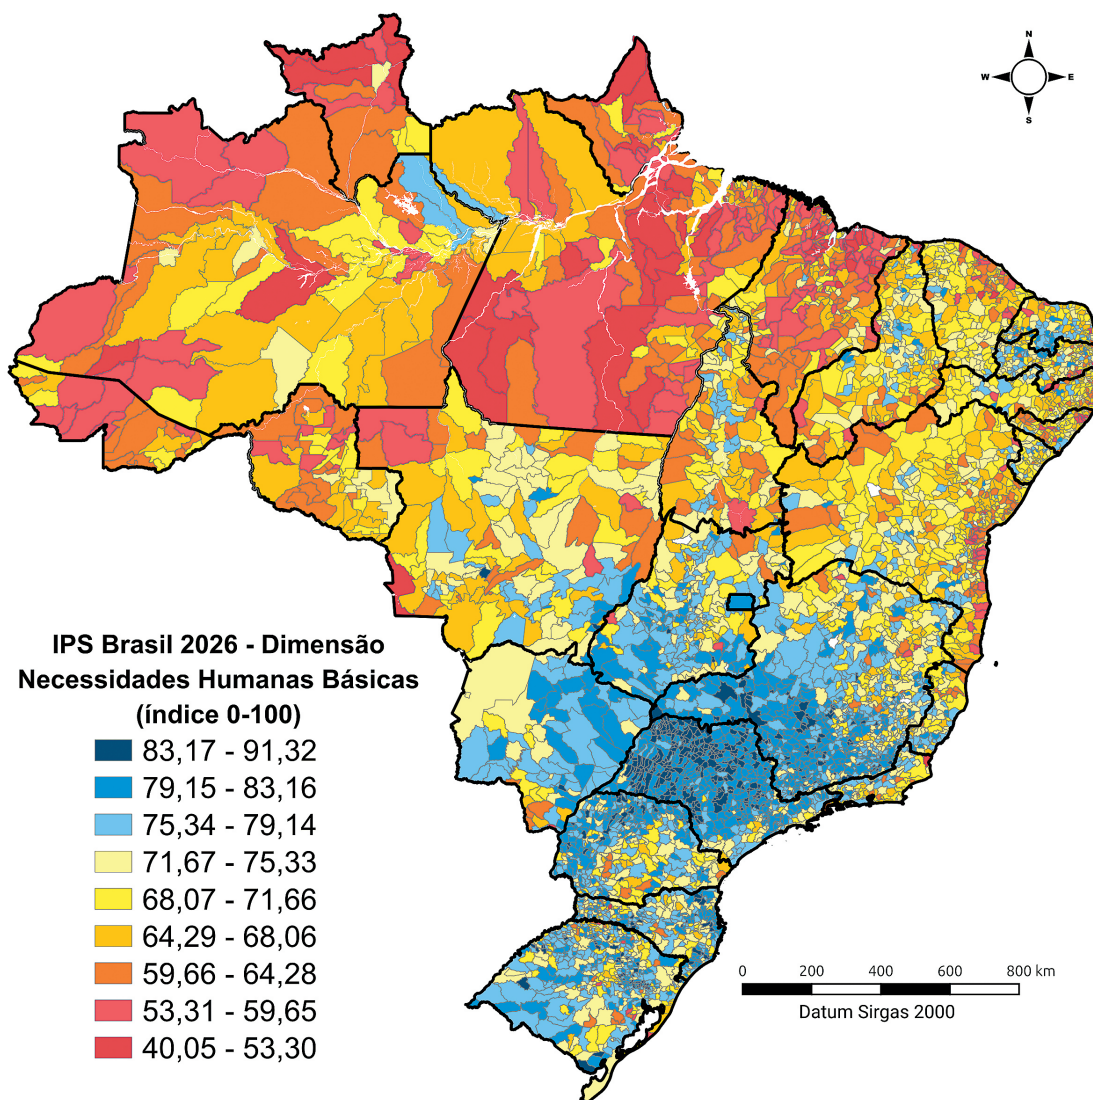 N
W
E
S
IPS Brasil 2026 - Dimensão
Necessidades Humanas Básicas
(índice 0-100)
83,17 - 91,32
79,15 - 83,16
75,34 - 79,14
71,67 - 75,33
68,07 - 71,66
64,29 - 68,06
59,66 - 64,28
53,31 - 59,65
40,05 - 53,30
0 200 400 600 800 km
Datum Sirgas 2000